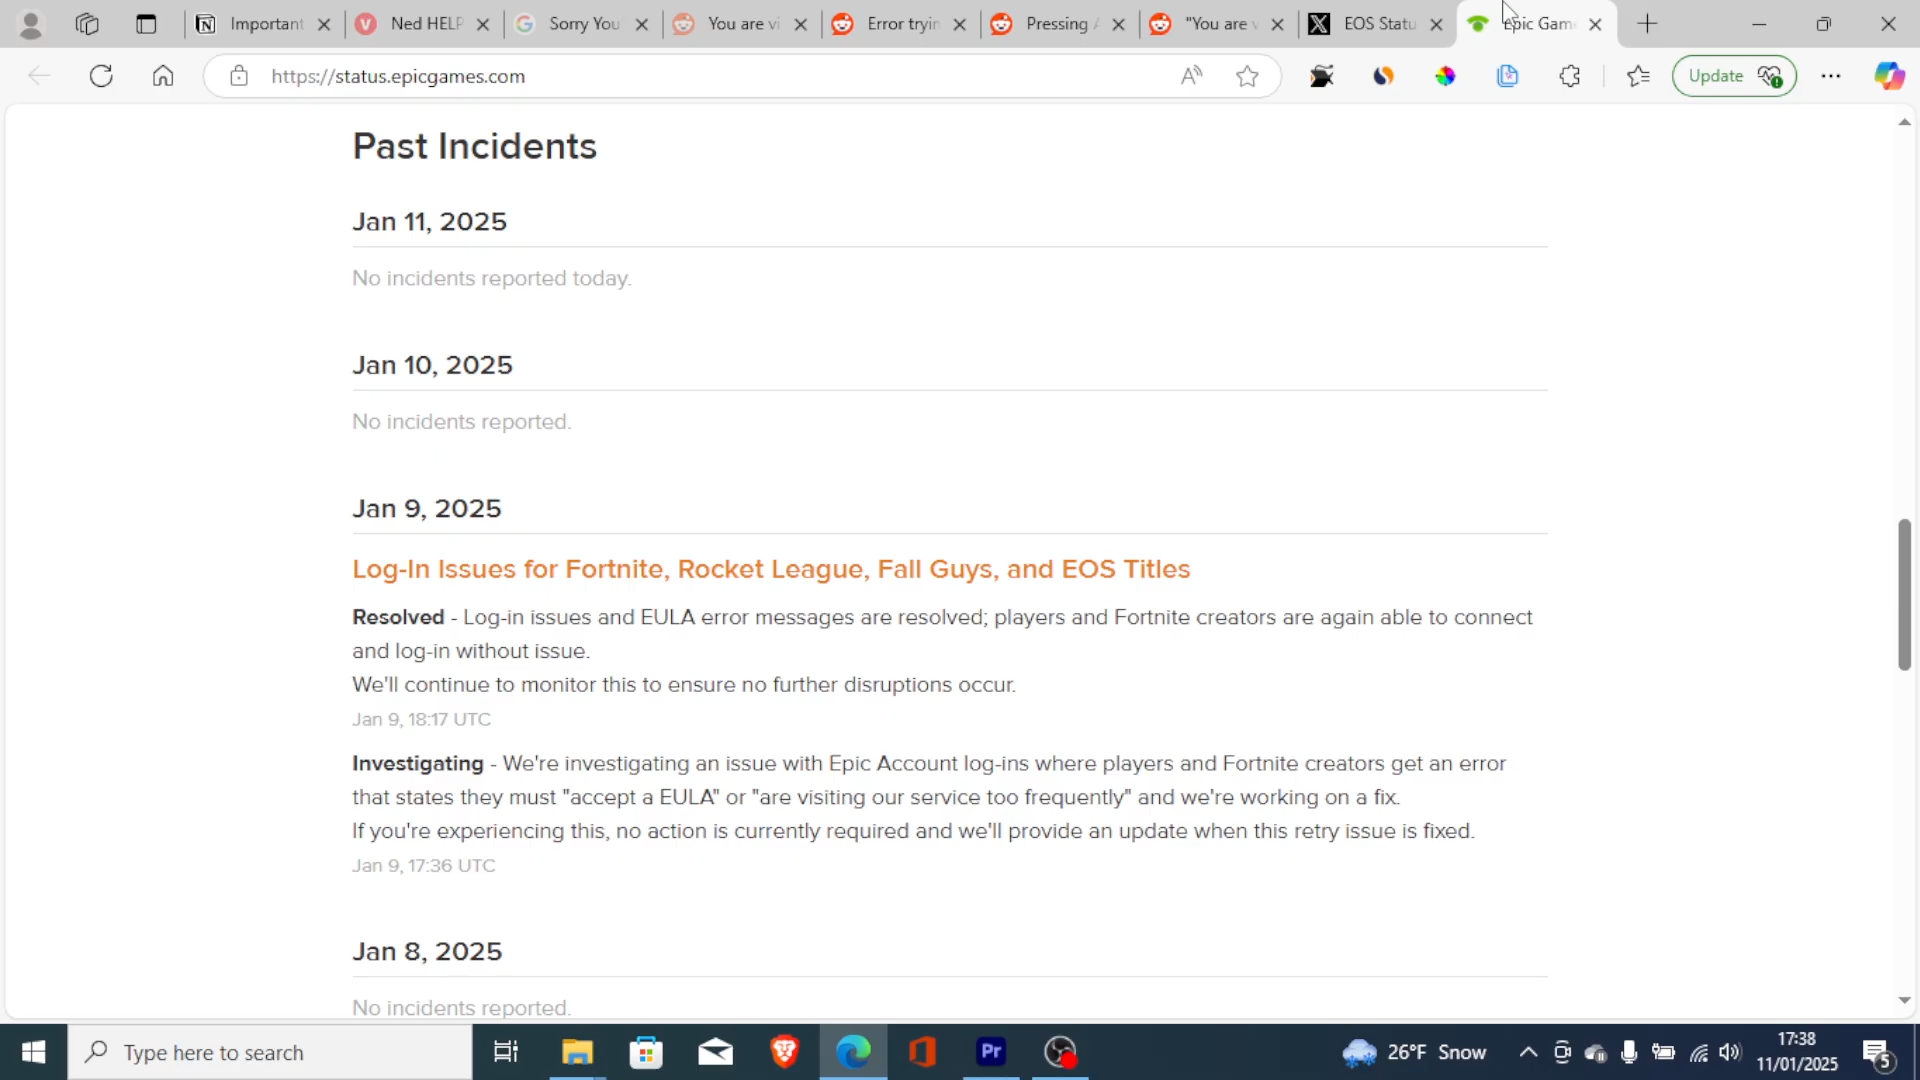 Important
Ned HELP
Sorry You
You are vi
Error tryin
Pressing A
"You are v
EOS Statu
Epic Game
https://status.epicgames.com
Update
Past Incidents
Jan 11, 2025
No incidents reported today.
Jan 10, 2025
No incidents reported.
Jan 9, 2025
Log-In Issues for Fortnite, Rocket League, Fall Guys, and EOS Titles
Resolved - Log-in issues and EULA error messages are resolved; players and Fortnite creators are again able to connect
and log-in without issue.
We'll continue to monitor this to ensure no further disruptions occur.
Jan 9, 18:17 UTC
Investigating - We're investigating an issue with Epic Account log-ins where players and Fortnite creators get an error
that states they must "accept a EULA" or "are visiting our service too frequently" and we're working on a fix.
If you're experiencing this, no action is currently required and we'll provide an update when this retry issue is fixed.
Jan 9, 17:36 UTC
Jan 8, 2025
No incidents reported.
Type here to search
Pr
26°F Snow
17:38
11/01/2025
5